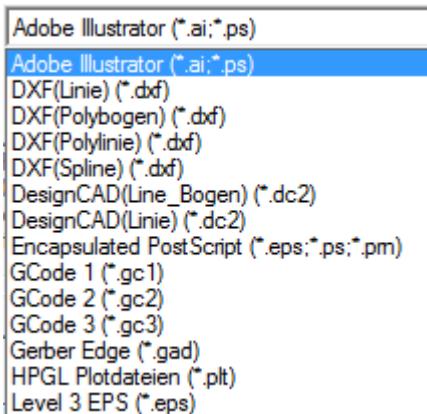 Adobe Illustrator (*.ai;*.ps)
Adobe Illustrator (*.ai;*.ps)
DXF(Linie) (*.dxf)
DXF(Polybogen) (*.dxf)
DXF(Polylinie) (*.dxf)
DXF(Spline) (*.dxf)
DesignCAD(Line_Bogen) (*.dc2)
DesignCAD(Linie) (*.dc2)
Encapsulated PostScript (*.eps;*.ps;*.prn)
GCode 1 (*.gc1)
GCode 2 (*.gc2)
GCode 3 (*.gc3)
Gerber Edge (*.gad)
HPGL Plotdateien (*.plt)
Level 3 EPS (*.eps)